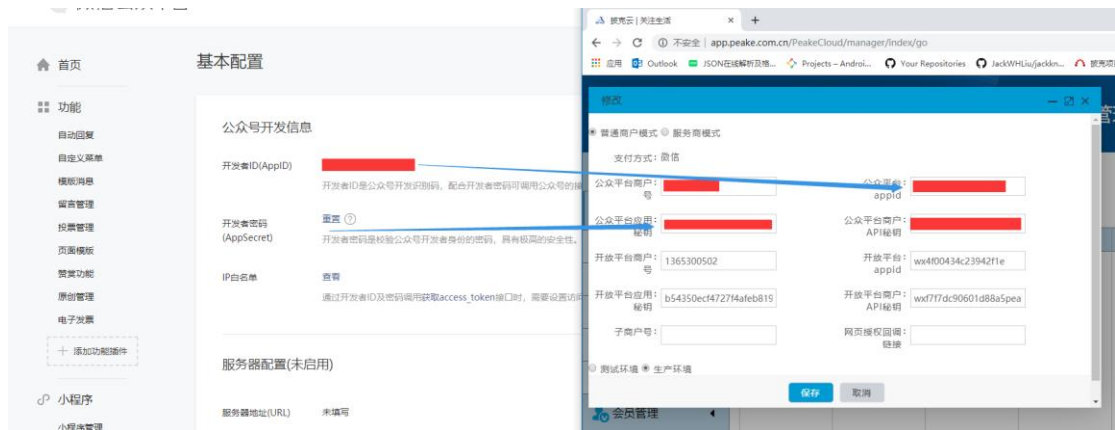 首页
功能
自动回复
自定义菜单
模版消息
留言管理
投票管理
页面模版
赞赏功能
原创管理
电子发票
添加功能插件
小程序
小程序管理
基本配置
公众号开发信息
开发者ID(AppID)
开发者ID是公众号开发识别码，配合开发者密码可调用公众号的接
开发者密码
(AppSecret)
重置
开发者密码是校验公众号开发者身份的密码，具有极高的安全性。
IP白名单
查看
通过开发者ID及密码调用获取access_token接口时，需要设置访
服务器配置(未启用)
服务器地址(URL)
未填写
披克云 | 关注生活
不安全 | app.peake.com.cn/PeakeCloud/manager/Index/go
应用 Outlook JSON在线解析及格... Projects – Androi... Your Repositories JackWHLiu/jackkn... 披克项
修改
普通商户模式 服务商模式
支付方式: 微信
公众平台商户:
号
公众平台:
appid
公众平台应用:
秘钥
公众平台商户:
API秘钥
开放平台商户:
号
1365300502
开放平台:
appid
wx4f00434c23942f1e
开放平台应用:
秘钥
b54350ecf4727f4afeb819
开放平台商户:
API秘钥
wxf7f7dc90601d88a5pea
子商户号:
网页授权回调:
链接
测试环境 生产环境
保存
取消
会员管理